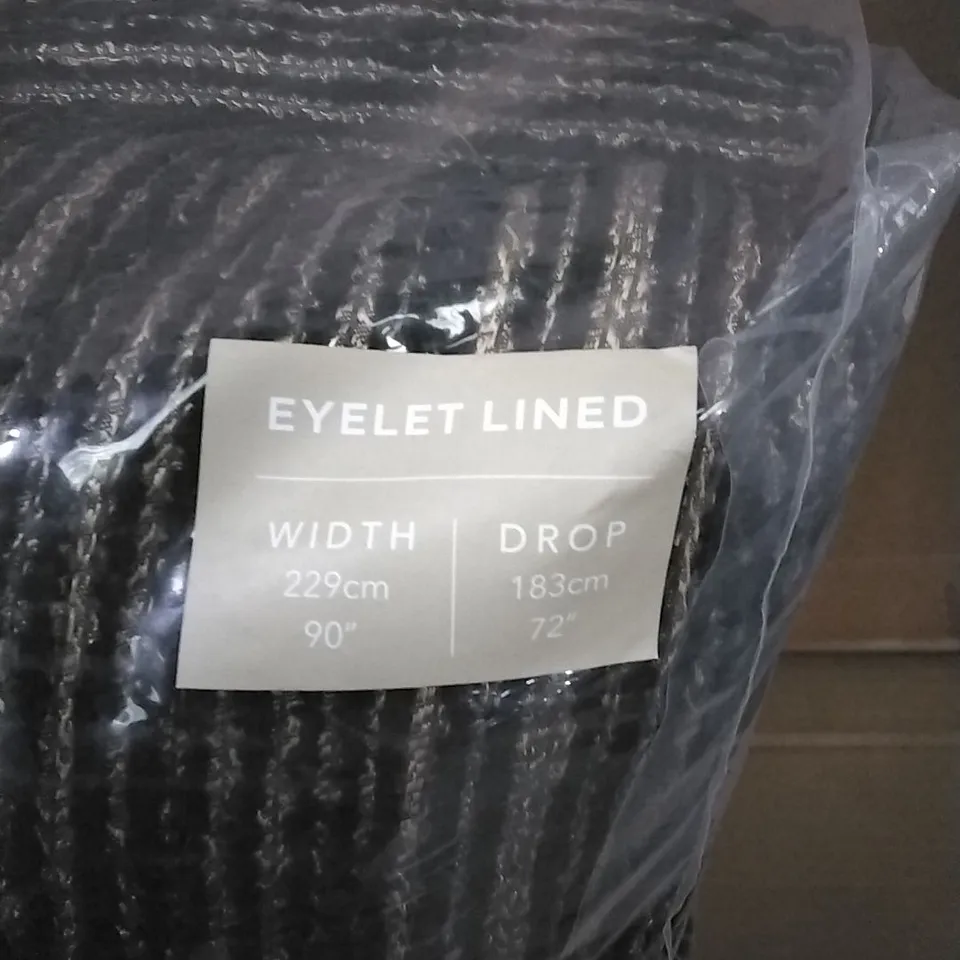 EYELET LINED
WIDTH
229cm
90"
DROP
183cm
72"